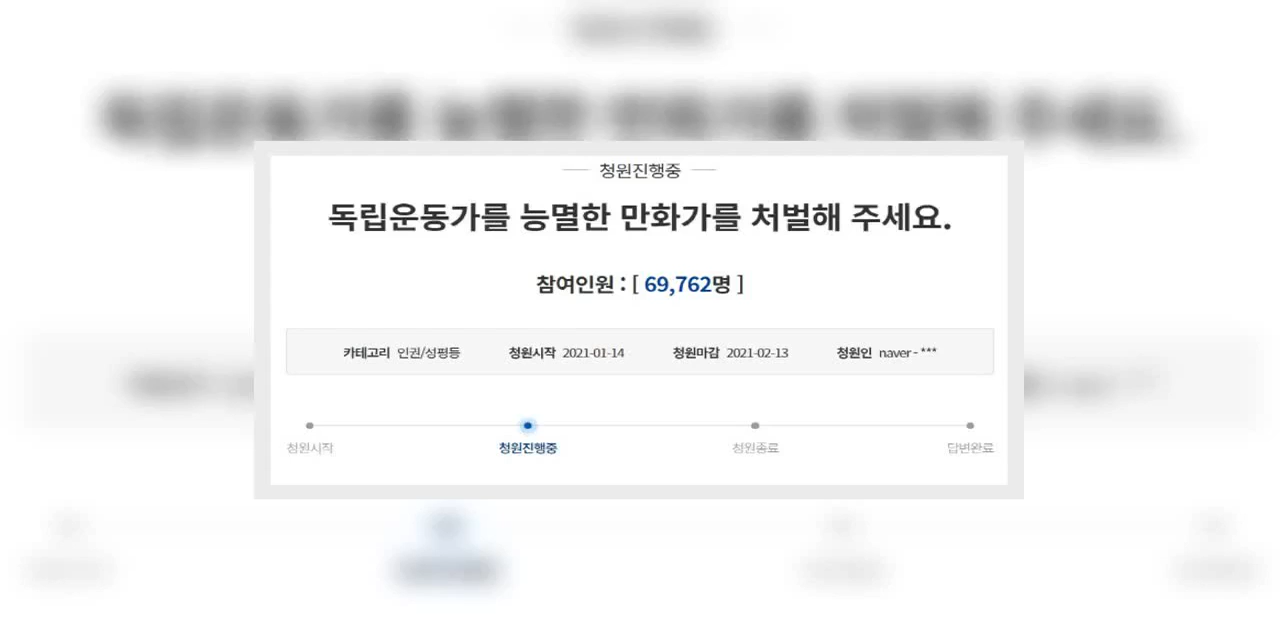 청원진행중
독립운동가를 능멸한 만화가를 처벌해 주세요.
참여인원 : [ 69,762명 ]
카테고리 인권/성평등 청원시작 2021-01-14 청원마감 2021-02-13 청원인 naver - ***
청원시작 청원진행중 청원종료 답변완료